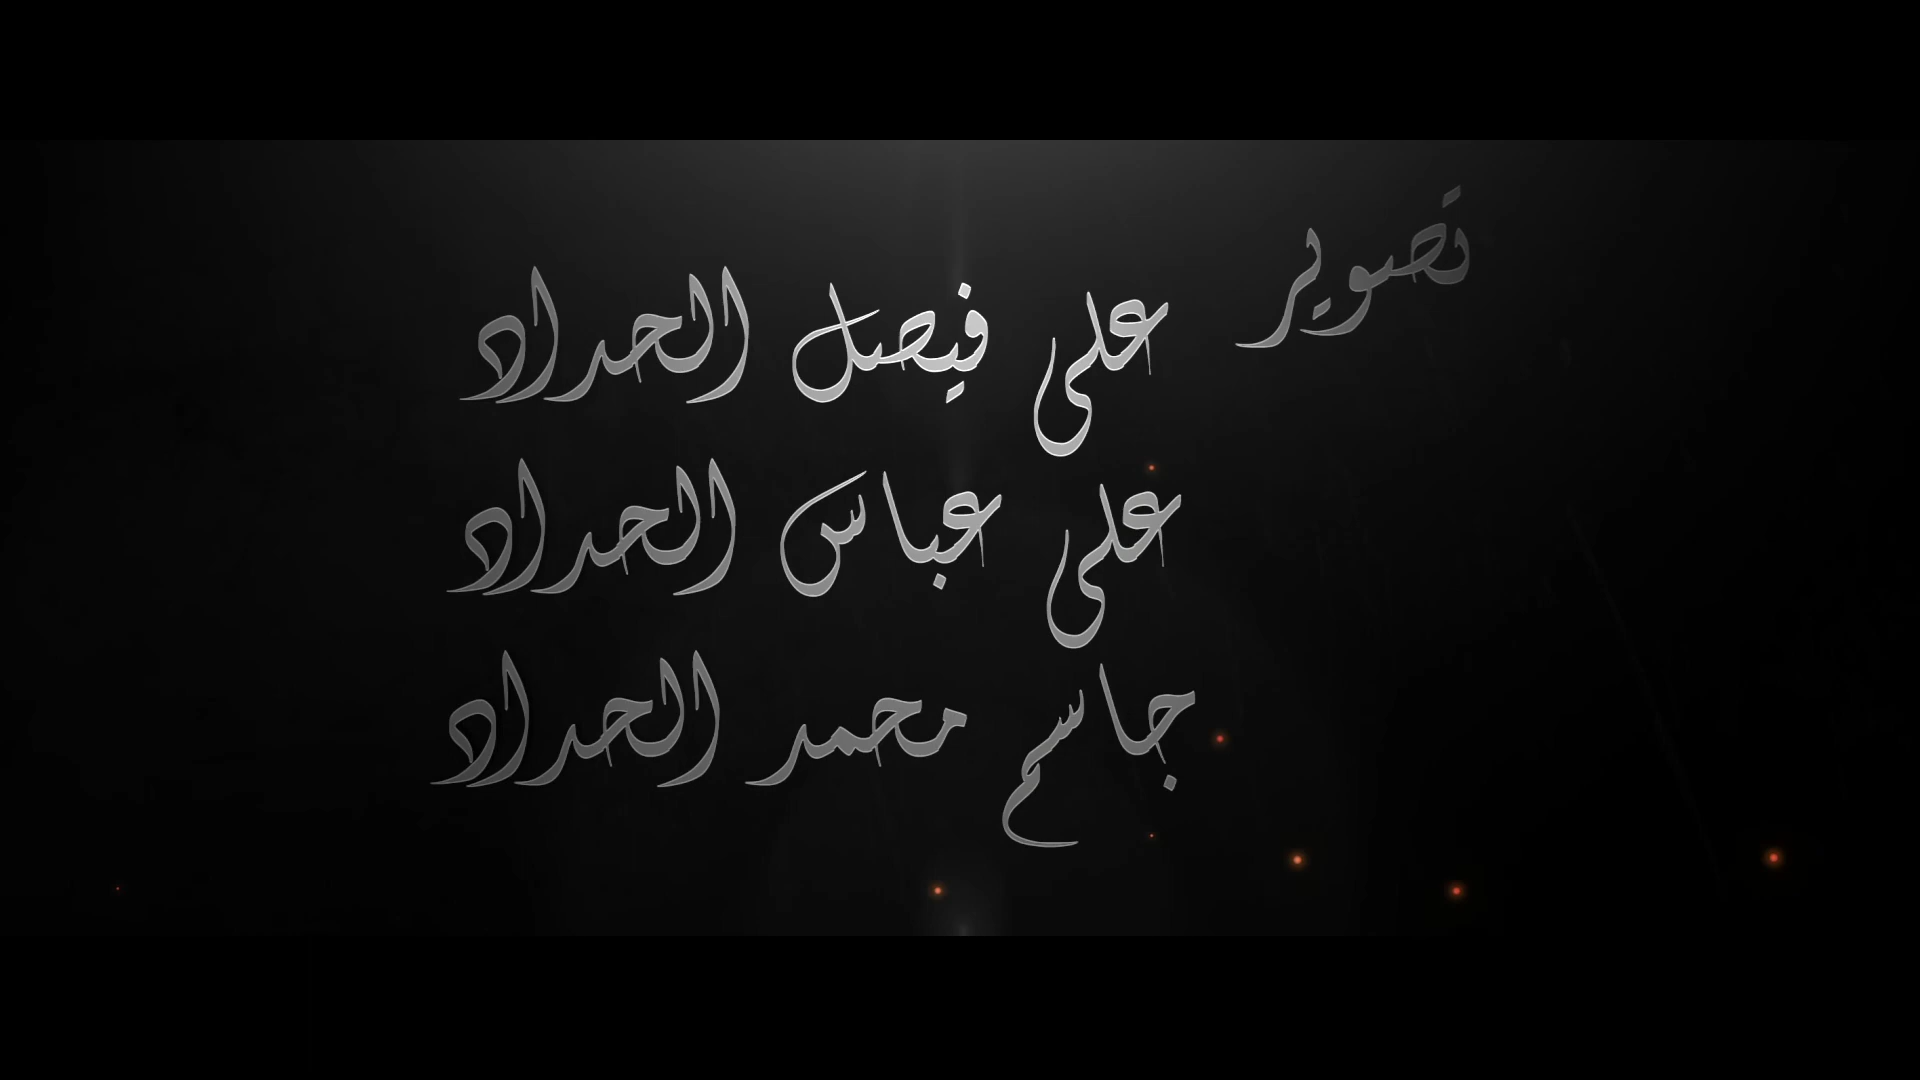 تصوير
على فيصل الحداد
على عباس الحداد
جاسم محمد الحداد